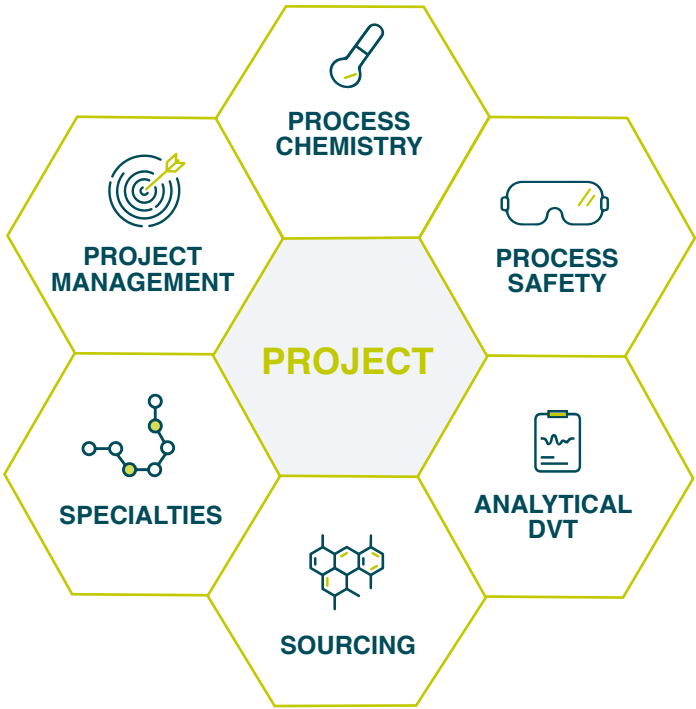 PROCESS
CHEMISTRY
PROJECT
MANAGEMENT
PROCESS
SAFETY
PROJECT
SPECIALTIES
ANALYTICAL
DVT
SOURCING